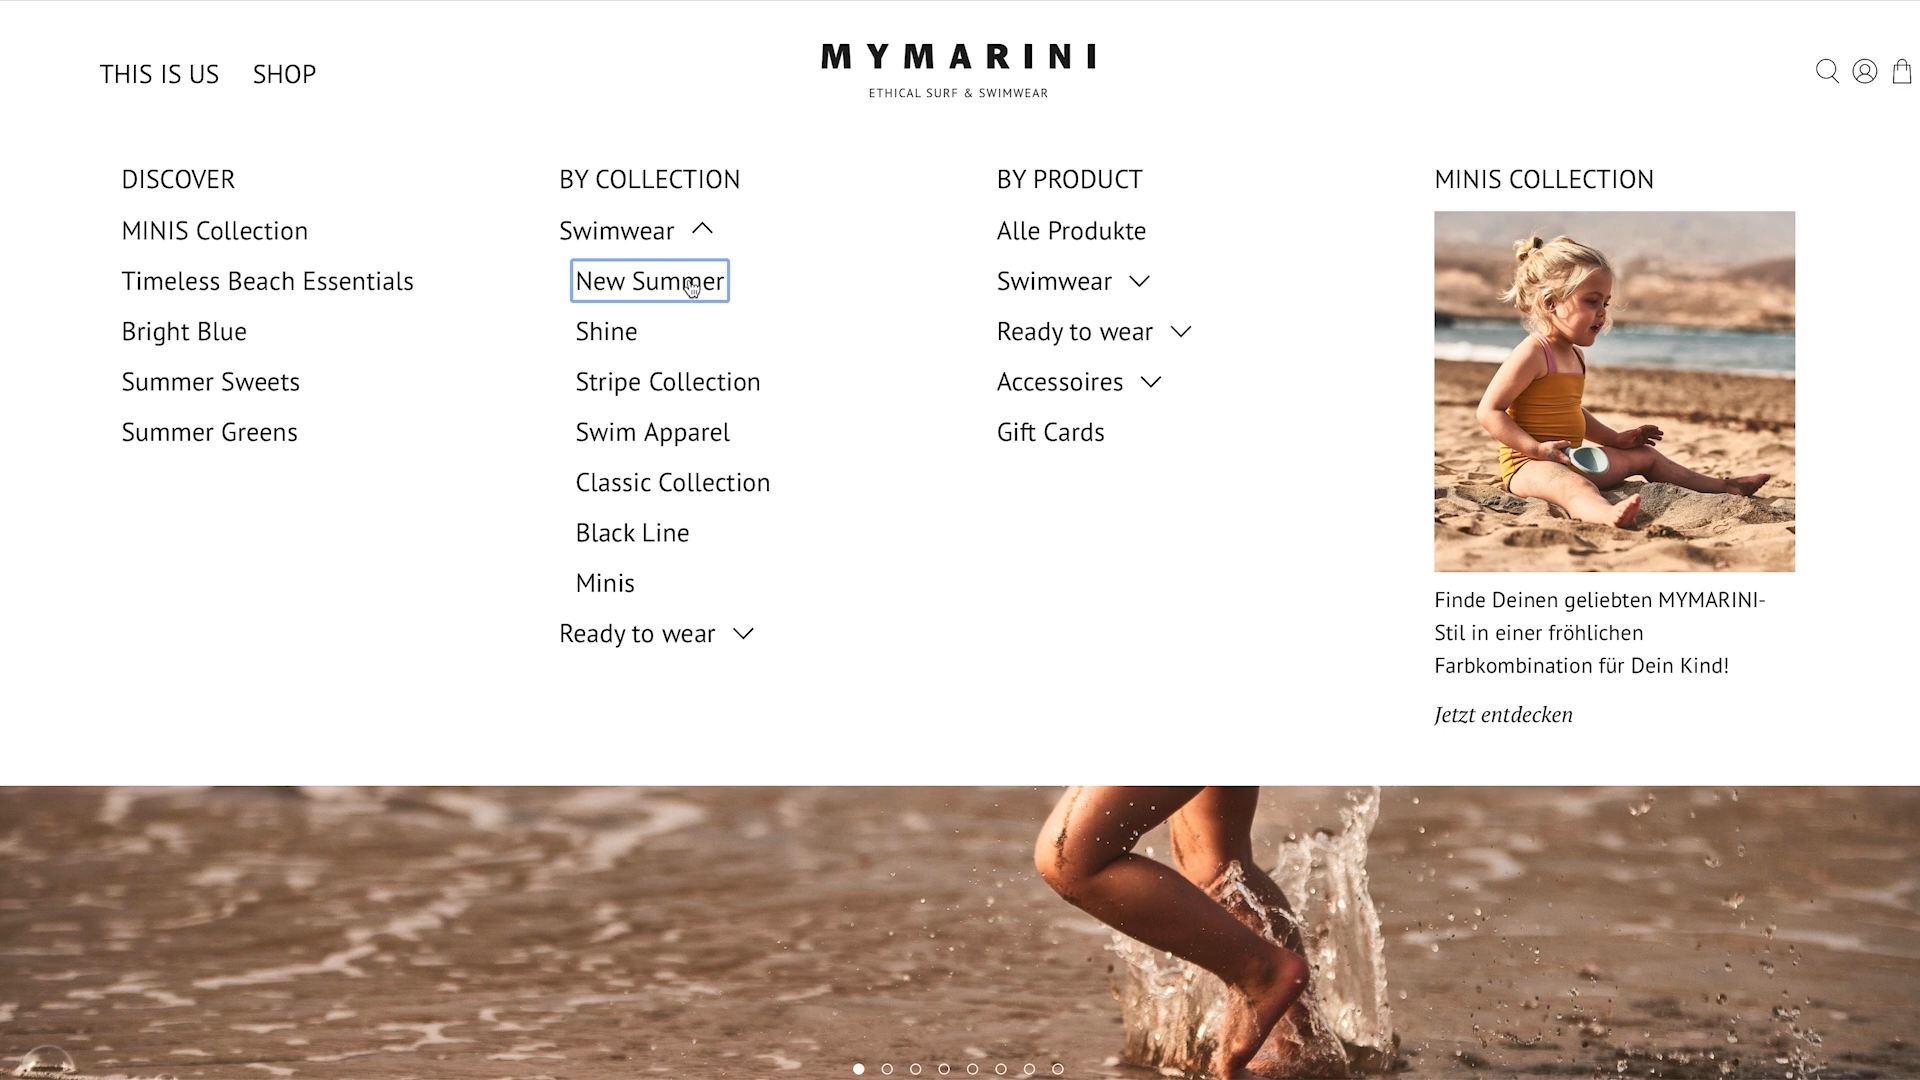 THIS IS US
SHOP
MYMARINI
ETHICAL SURF & SWIMWEAR
DISCOVER
MINIS Collection
Timeless Beach Essentials
Bright Blue
Summer Sweets
Summer Greens
BY COLLECTION
Swimwear
New Summer
Shine
Stripe Collection
Swim Apparel
Classic Collection
Black Line
Minis
Ready to wear
BY PRODUCT
Alle Produkte
Swimwear
Ready to wear
Accessoires
Gift Cards
MINIS COLLECTION
Finde Deinen geliebten MYMARINI-
Stil in einer fröhlichen
Farbkombination für Dein Kind!
Jetzt entdecken